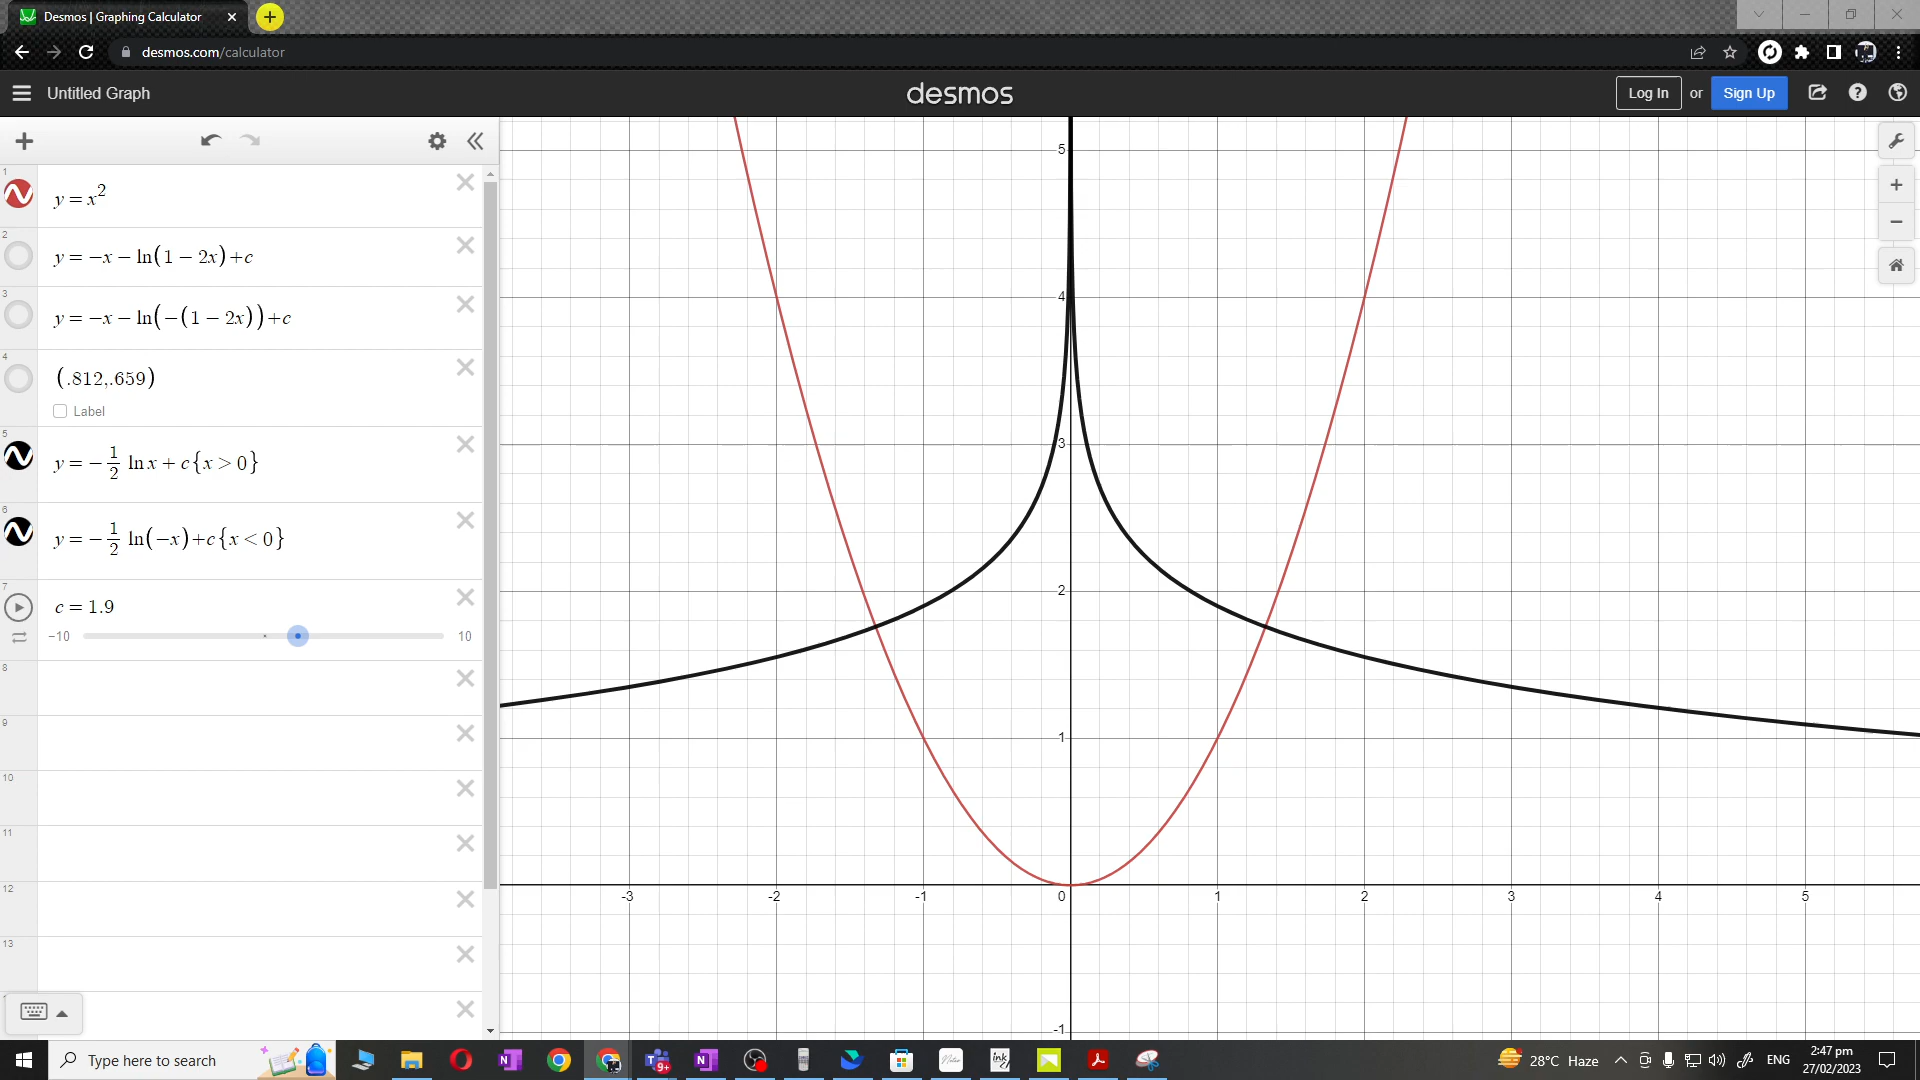 Desmos | Graphing Calculator
desmos.com/calculator
Untitled Graph
desmos
Log In or Sign Up
1
y = x²
2
y = −x − ln(1 − 2x) + c
3
y = −x − ln(−(1 − 2x)) + c
4
(.812,.659)
Label
5
y = −1/2 ln x + c {x > 0}
6
y = −1/2 ln(−x) + c {x < 0}
7
c = 1.9
−10 10
8
9
10
11
12
13
5
4
3
2
1
-3 -2 -1 0 1 2 3 4 5
-1
Type here to search
9+
28°C Haze
ENG
2:47 pm
27/02/2023